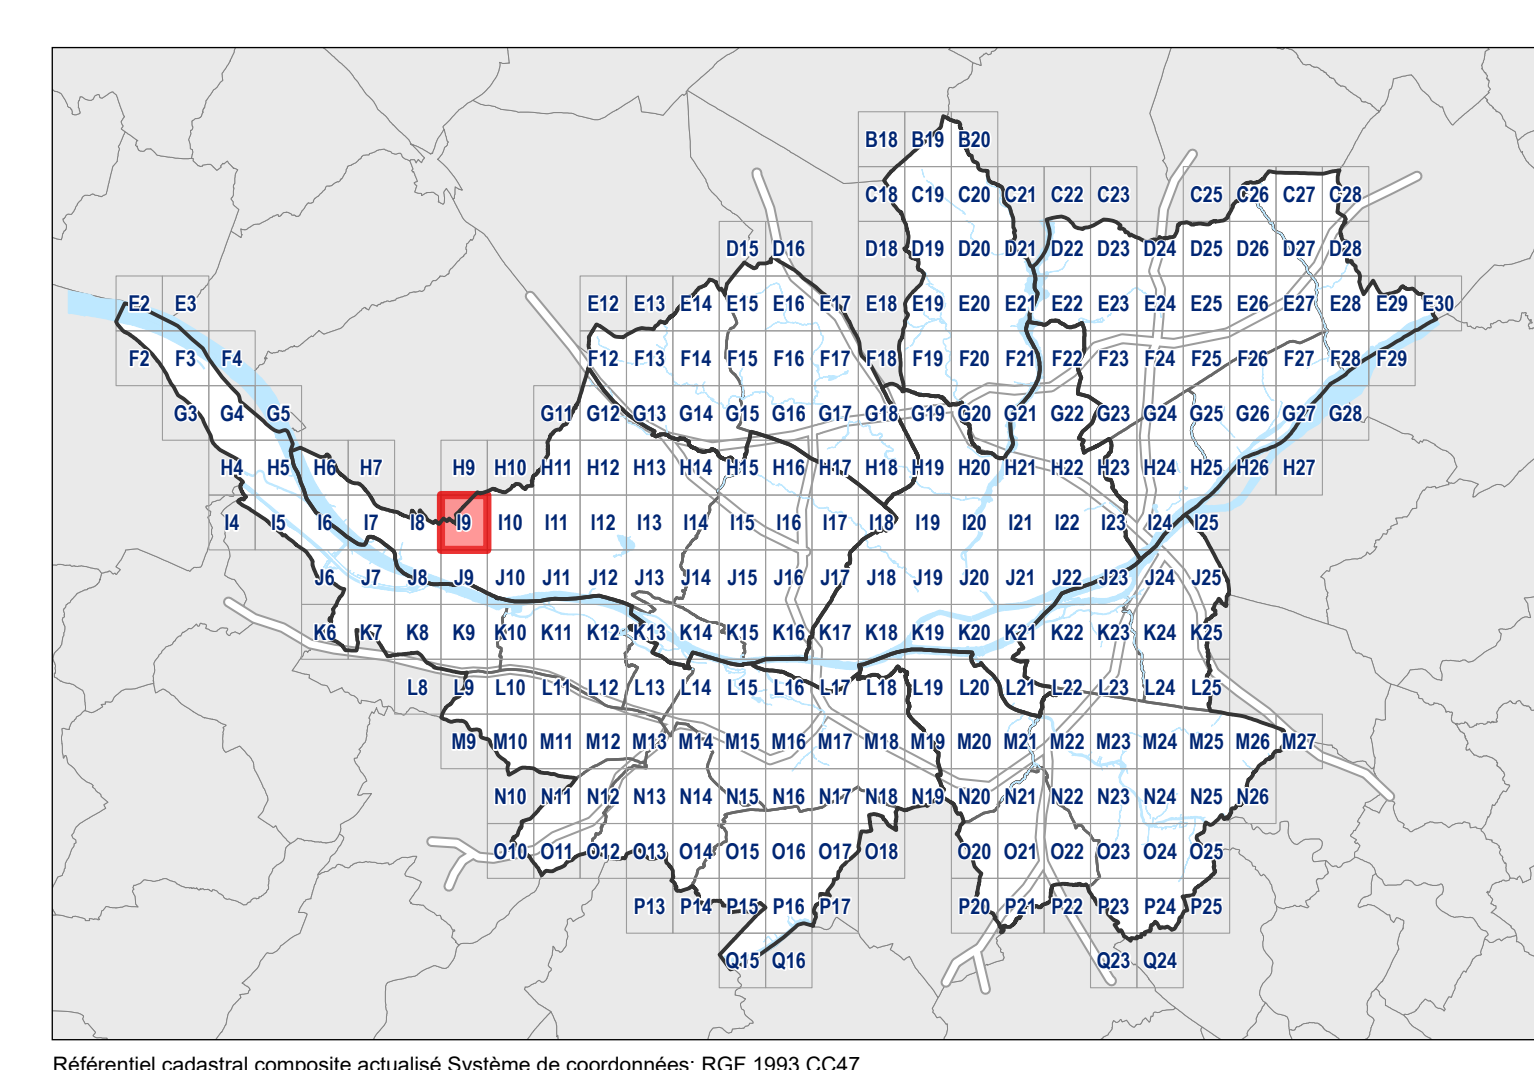 B18 B19 B20
C18 C19 C20 C21 C22 C23 C25 C26 C27 C28
D15 D16 D18 D19 D20 D21 D22 D23 D24 D25 D26 D27 D28
E2 E3 E12 E13 E14 E15 E16 E17 E18 E19 E20 E21 E22 E23 E24 E25 E26 E27 E28 E29 E30
F2 F3 F4 F12 F13 F14 F15 F16 F17 F18 F19 F20 F21 F22 F23 F24 F25 F26 F27 F28 F29
G3 G4 G5 G11 G12 G13 G14 G15 G16 G17 G18 G19 G20 G21 G22 G23 G24 G25 G26 G27 G28
H4 H5 H6 H7 H9 H10 H11 H12 H13 H14 H15 H16 H17 H18 H19 H20 H21 H22 H23 H24 H25 H26 H27
I4 I5 I6 I7 I8 I9 I10 I11 I12 I13 I14 I15 I16 I17 I18 I19 I20 I21 I22 I23 I24 I25
J6 J7 J8 J9 J10 J11 J12 J13 J14 J15 J16 J17 J18 J19 J20 J21 J22 J23 J24 J25
K6 K7 K8 K9 K10 K11 K12 K13 K14 K15 K16 K17 K18 K19 K20 K21 K22 K23 K24 K25
L8 L9 L10 L11 L12 L13 L14 L15 L16 L17 L18 L19 L20 L21 L22 L23 L24 L25
M9 M10 M11 M12 M13 M14 M15 M16 M17 M18 M19 M20 M21 M22 M23 M24 M25 M26 M27
N10 N11 N12 N13 N14 N15 N16 N17 N18 N19 N20 N21 N22 N23 N24 N25 N26
O10 O11 O12 O13 O14 O15 O16 O17 O18 O20 O21 O22 O23 O24 O25
P13 P14 P15 P16 P17 P20 P21 P22 P23 P24 P25
Q15 Q16 Q23 Q24
Référentiel cadastral composite actualisé Système de coordonnées: RGF 1993 CC47